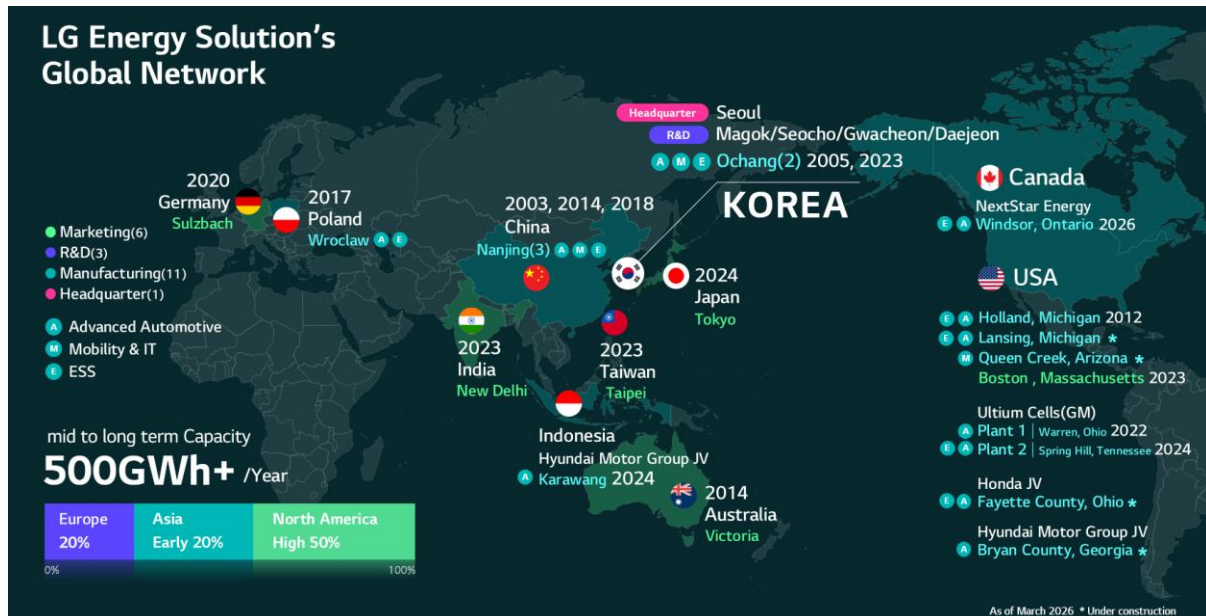 LG Energy Solution's
Global Network
Headquarter Seoul
R&D Magok/Seocho/Gwacheon/Daejeon
A M E Ochang(2) 2005, 2023
KOREA
2020
Germany
Sulzbach
2017
Poland
Wroclaw A E
2003, 2014, 2018
China
Nanjing(3) A M E
2024
Japan
Tokyo
2023
India
New Delhi
2023
Taiwan
Taipei
Indonesia
Hyundai Motor Group JV
A Karawang 2024
2014
Australia
Victoria
Marketing(6)
R&D(3)
Manufacturing(11)
Headquarter(1)
A Advanced Automotive
M Mobility & IT
E ESS
mid to long term Capacity
500GWh+ /Year
Europe
20%
Asia
Early 20%
North America
High 50%
0%
100%
Canada
NextStar Energy
E A Windsor, Ontario 2026
USA
E A Holland, Michigan 2012
E A Lansing, Michigan *
M Queen Creek, Arizona *
Boston , Massachusetts 2023
Ultium Cells(GM)
A Plant 1 | Warren, Ohio 2022
E A Plant 2 | Spring Hill, Tennessee 2024
Honda JV
E A Fayette County, Ohio *
Hyundai Motor Group JV
A Bryan County, Georgia *
As of March 2026 * Under construction